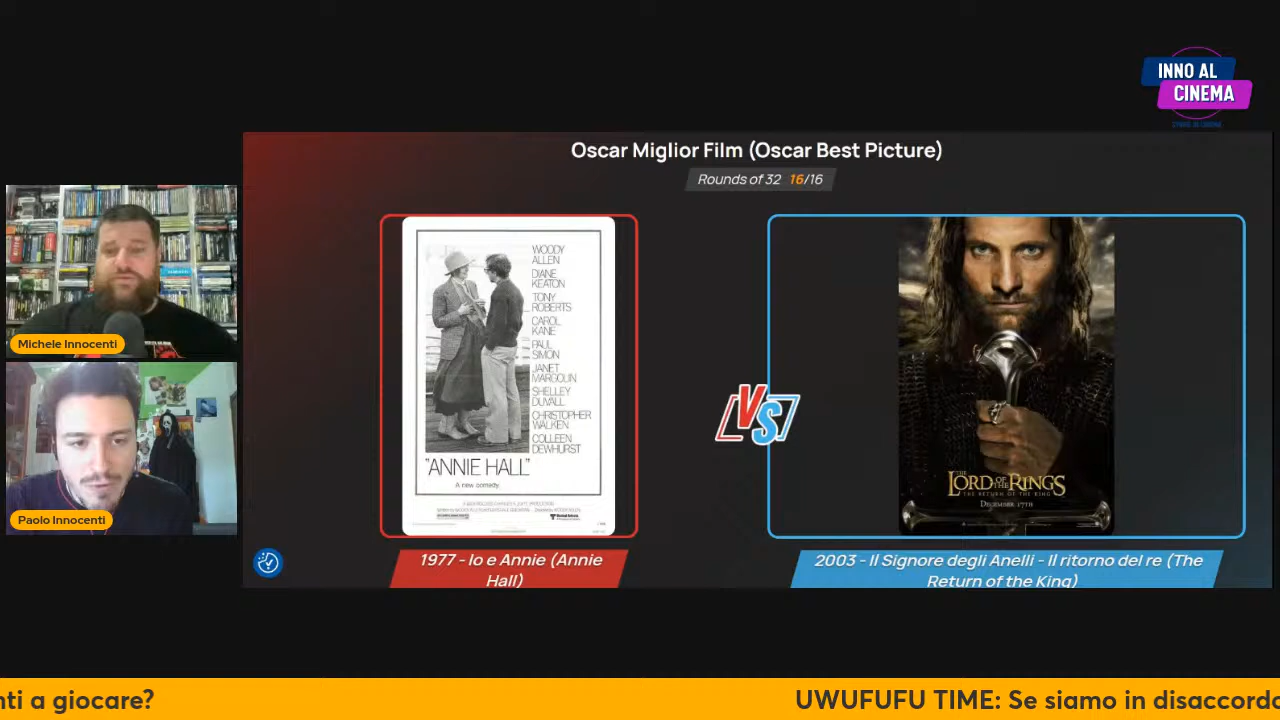 INNO AL
CINEMA
Oscar Miglior Film (Oscar Best Picture)
Rounds of 32 16/16
Michele Innocenti
Paolo Innocenti
WOODY
ALLEN
DIANE
KEATON
TONY
ROBERTS
CAROL
KANE
PAUL
SIMON
JANET
MARGOLIN
SHELLEY
DUVALL
CHRISTOPHER
WALKEN
COLLEEN
DEWHURST
"ANNIE HALL"
A new comedy.
VS
THE
LORD OF THE RINGS
THE RETURN OF THE KING
DECEMBER 17TH
1977 - Io e Annie (Annie
Hall)
2003 - Il Signore degli Anelli - Il ritorno del re (The
Return of the King)
nti a giocare?
UWUFUFU TIME: Se siamo in disaccordo